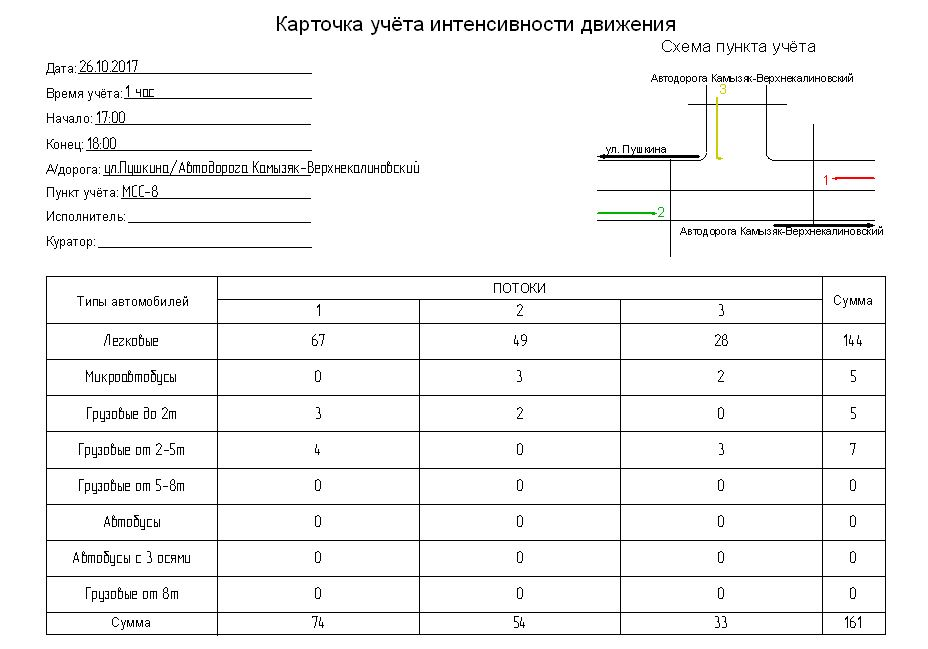 Карточка учёта интенсивности движения
Схема пункта учёта
Дата: 26.10.2017
Время учёта: 1 час
Начало: 17:00
Конец: 18:00
А/дорога: ул.Пушкина/Автодорога Камызяк-Верхнекалиновский
Пункт учёта: МСС-8
Исполнитель:
Куратор:
Автодорога Камызяк-Верхнекалиновский
3
ул. Пушкина
1
2
Автодорога Камызяк-Верхнекалиновский
Типы автомобилей ПОТОКИ Сумма
1 2 3
Легковые 67 49 28 144
Микроавтобусы 0 3 2 5
Грузовые до 2т 3 2 0 5
Грузовые от 2-5т 4 0 3 7
Грузовые от 5-8т 0 0 0 0
Автобусы 0 0 0 0
Автобусы с 3 осями 0 0 0 0
Грузовые от 8т 0 0 0 0
Сумма 74 54 33 161